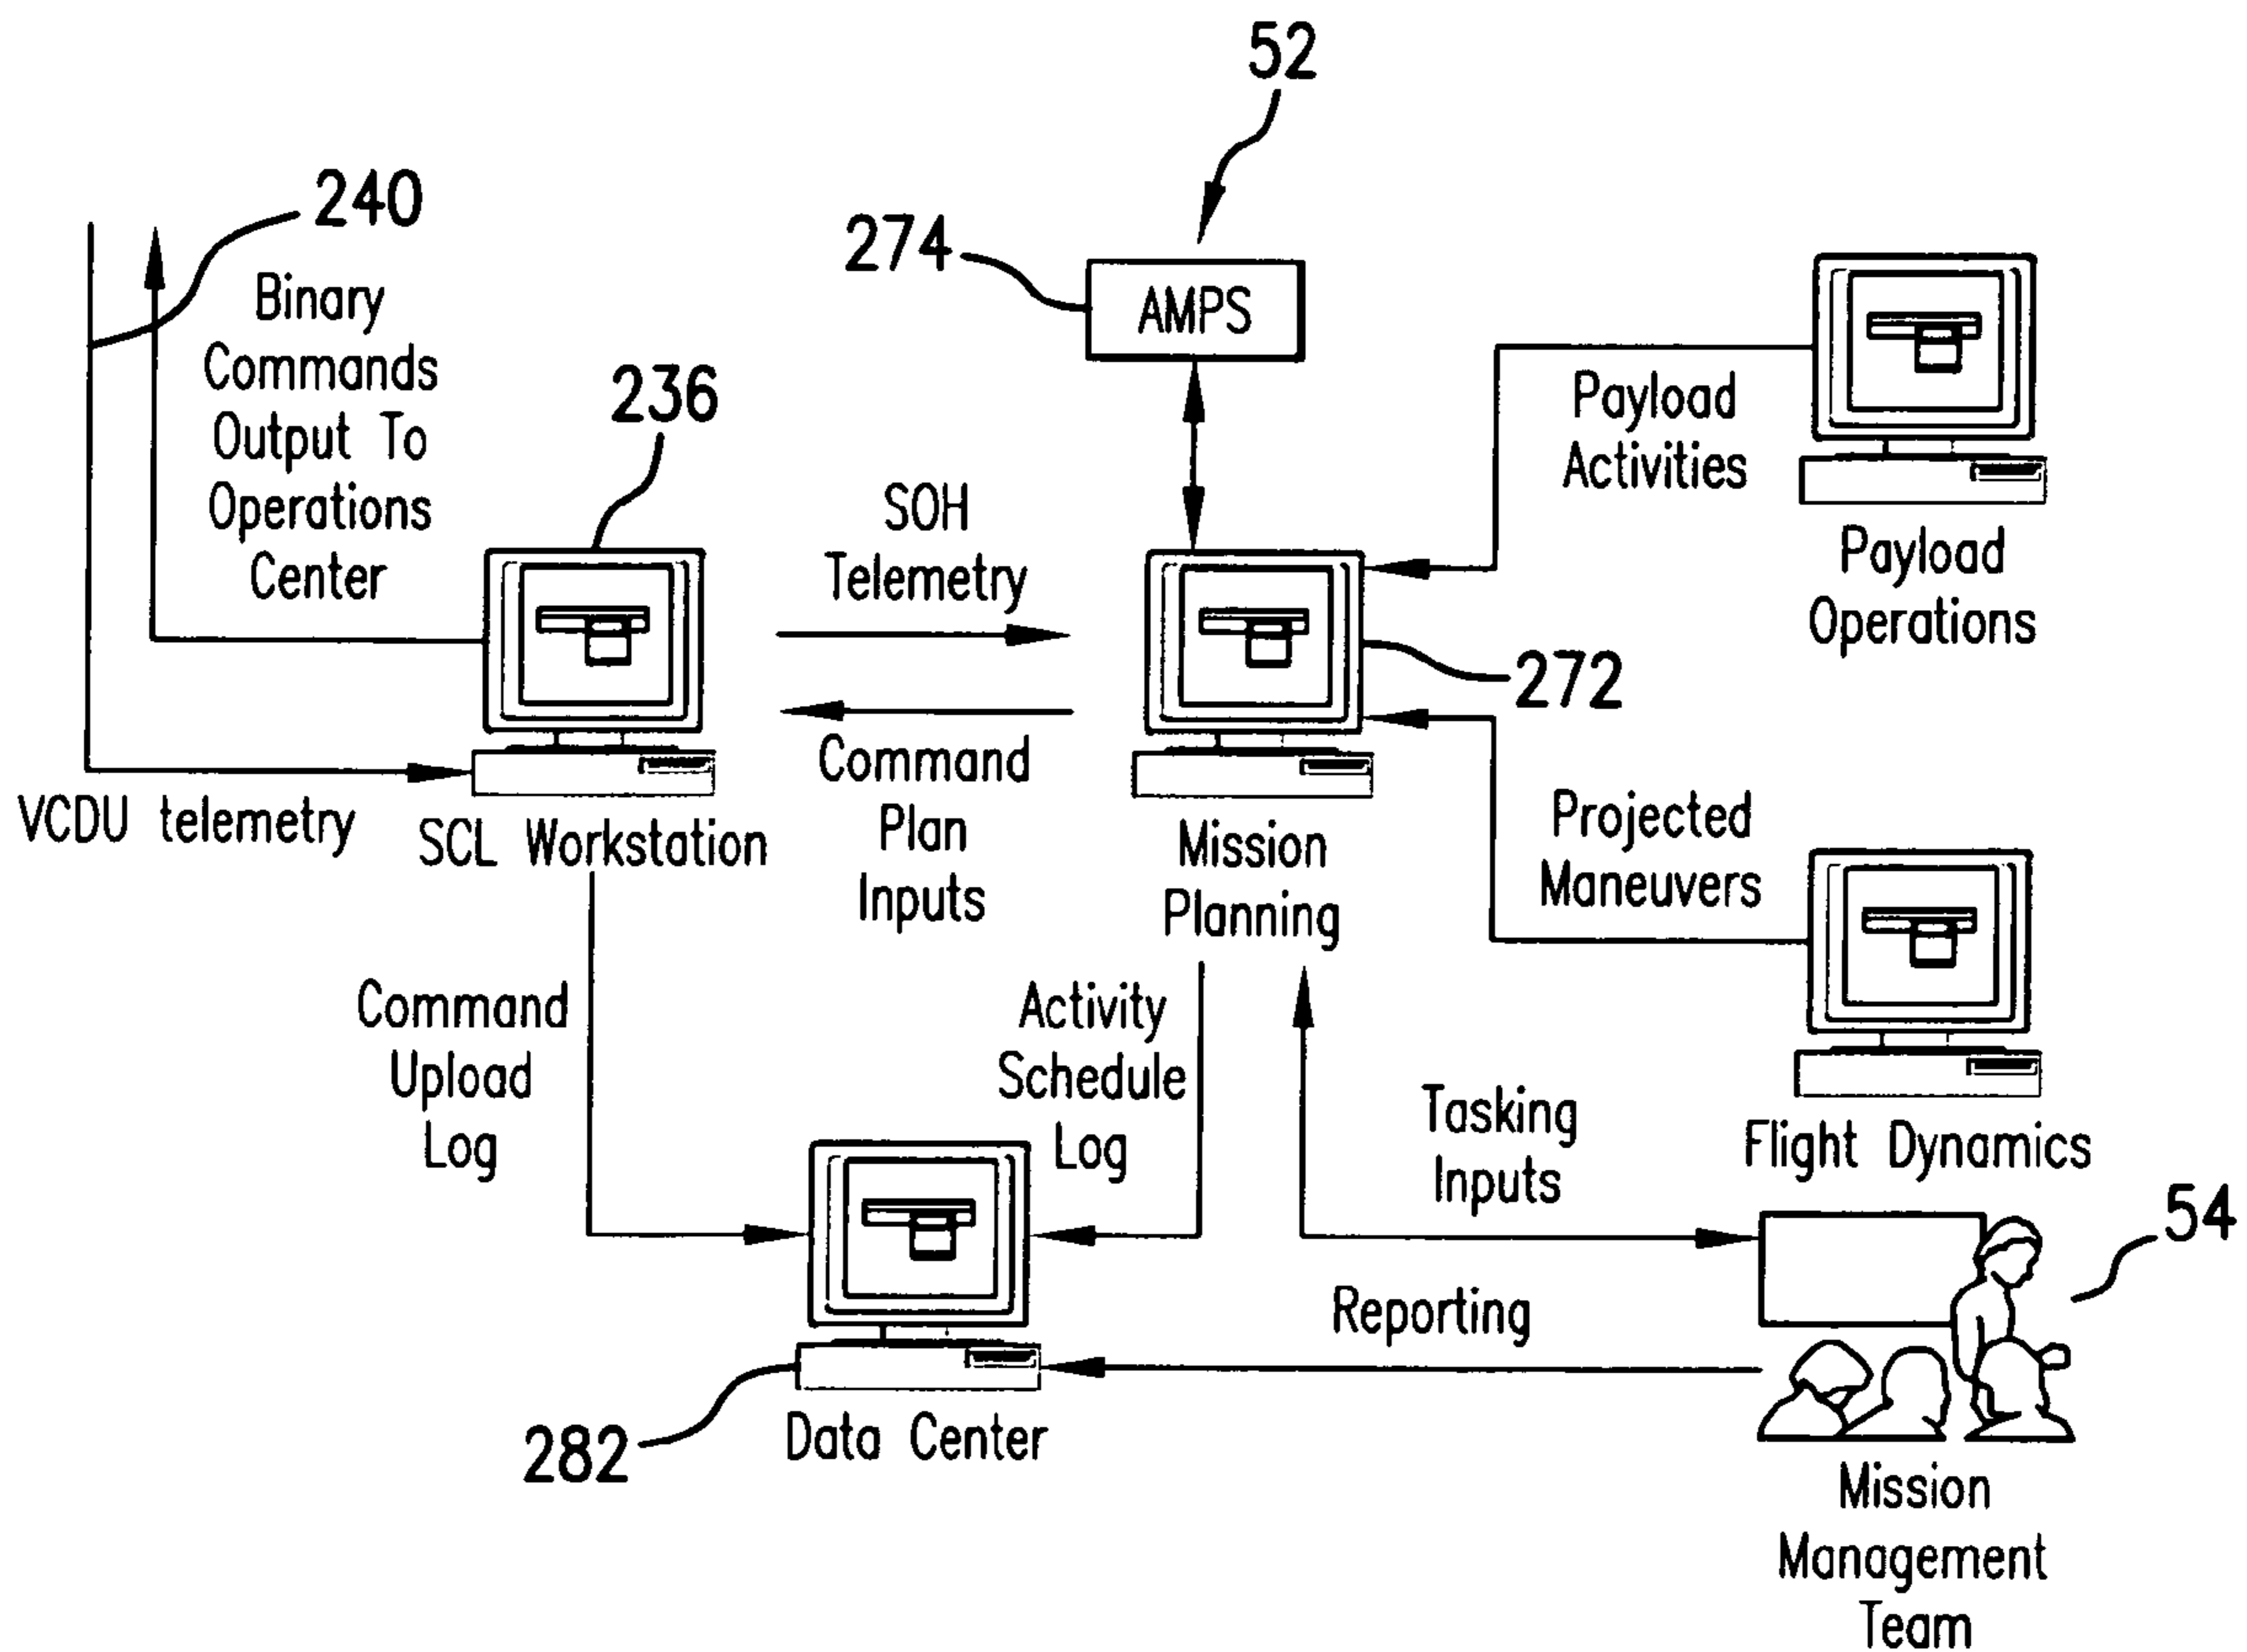 52
240
274
AMPS
Binary
Commands
Output To
Operations
Center
236
Payload
Activities
SOH
Telemetry
Payload
Operations
272
Command
Plan
Inputs
VCDU telemetry
SCL Workstation
Mission
Planning
Projected
Maneuvers
Command
Upload
Log
Activity
Schedule
Log
Tasking
Inputs
Flight Dynamics
54
Reporting
282
Data Center
Mission
Management
Team